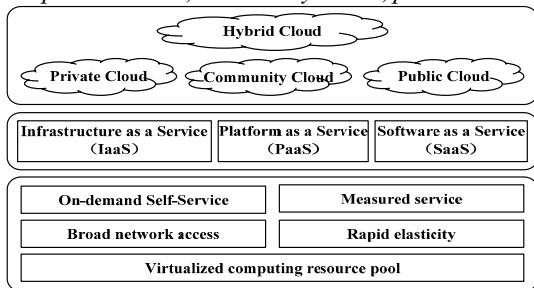 Hybrid Cloud
Private Cloud
Community Cloud
Public Cloud
Infrastructure as a Service
（IaaS）
Platform as a Service
（PaaS）
Software as a Service
（SaaS）
On-demand Self-Service
Measured service
Broad network access
Rapid elasticity
Virtualized computing resource pool